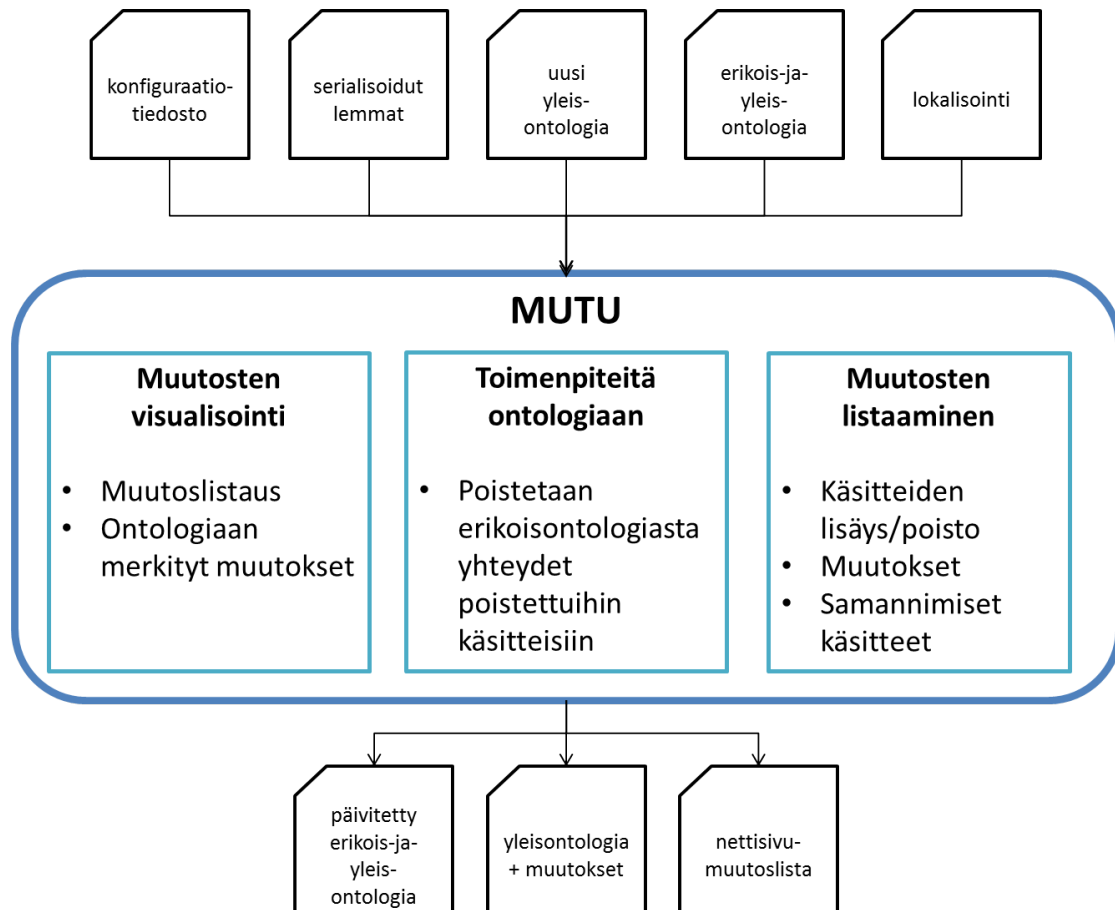 konfiguraatio-
tiedosto
serialisoidut
lemmat
uusi
yleis-
ontologia
erikois-ja-
yleis-
ontologia
lokalisointi
MUTU
Muutosten
visualisointi
• Muutoslistaus
• Ontologiaan
merkityt muutokset
Toimenpiteitä
ontologiaan
• Poistetaan
erikoisontologiasta
yhteydet
poistettuihin
käsitteisiin
Muutosten
listaaminen
• Käsitteiden
lisäys/poisto
• Muutokset
• Samannimiset
käsitteet
päivitetty
erikois-ja-
yleis-
ontologia
yleisontologia
+ muutokset
nettisivu-
muutoslista